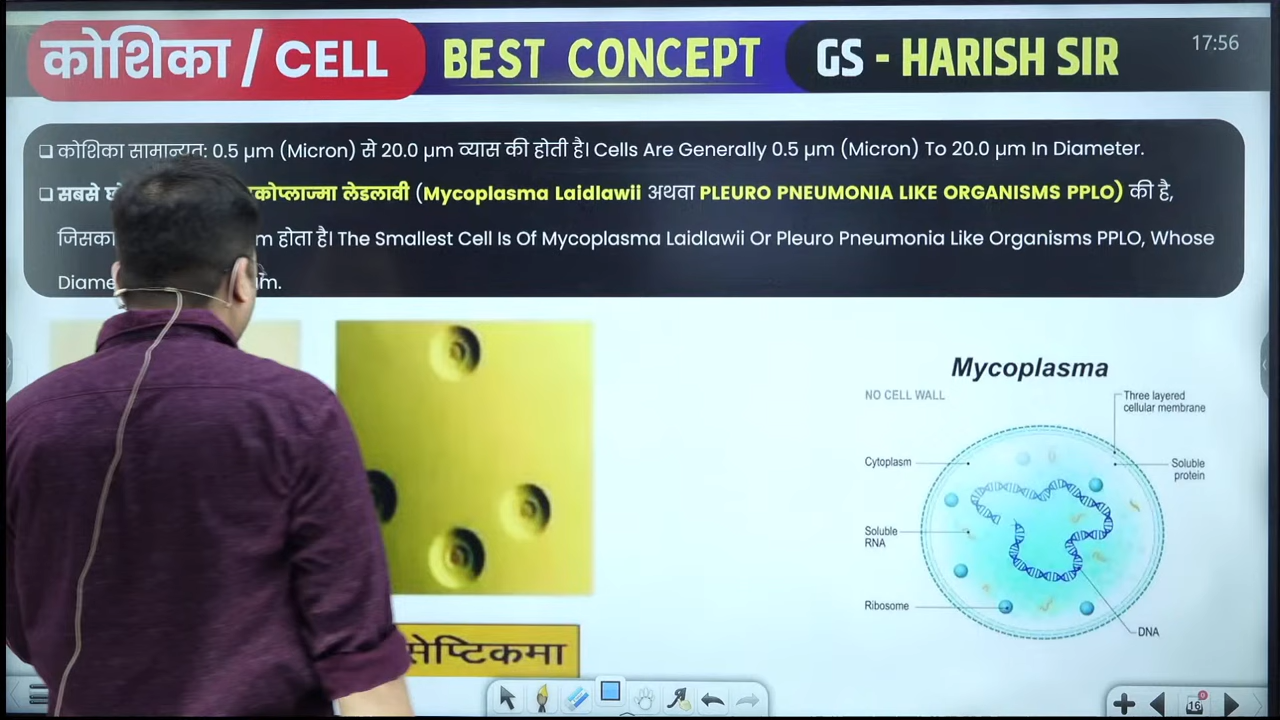 कोशिका / CELL BEST CONCEPT GS - HARISH SIR 17:56
❑ कोशिका सामान्यत: 0.5 µm (Micron) से 20.0 µm व्यास की होती है। Cells Are Generally 0.5 µm (Micron) To 20.0 µm In Diameter.
❑ सबसे लेडलावी (Mycoplasma Laidlawii अथवा PLEURO PNEUMONIA LIKE ORGANISMS PPLO) की है,
होता है। The Smallest Cell Is Of Mycoplasma Laidlawii Or Pleuro Pneumonia Like Organisms PPLO, Whose
Mycoplasma
NO CELL WALL
Three layered
cellular membrane
Cytoplasm
Soluble
protein
Soluble
RNA
Ribosome
DNA
सेप्टिकमा
16